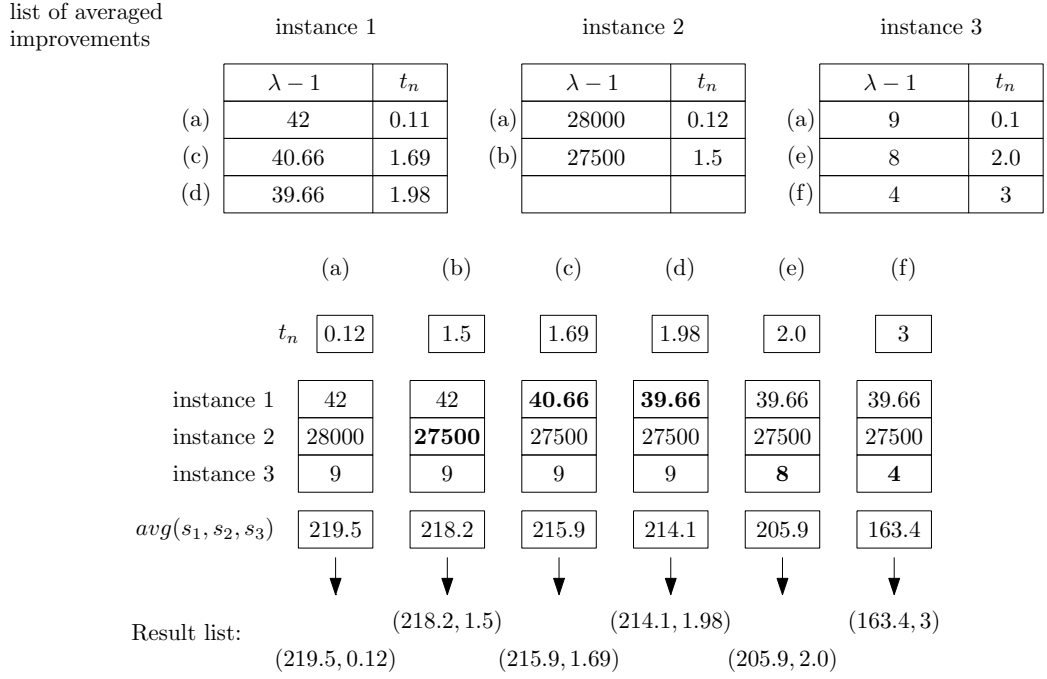 list of averaged
improvements
instance 1 instance 2 instance 3
λ − 1 t_n λ − 1 t_n λ − 1 t_n
(a) 42 0.11 (a) 28000 0.12 (a) 9 0.1
(c) 40.66 1.69 (b) 27500 1.5 (e) 8 2.0
(d) 39.66 1.98 (f) 4 3
(a) (b) (c) (d) (e) (f)
t_n 0.12 1.5 1.69 1.98 2.0 3
instance 1 42 42 40.66 39.66 39.66 39.66
instance 2 28000 27500 27500 27500 27500 27500
instance 3 9 9 9 9 8 4
avg(s_1, s_2, s_3) 219.5 218.2 215.9 214.1 205.9 163.4
(218.2, 1.5) (214.1, 1.98) (163.4, 3)
Result list:
(219.5, 0.12) (215.9, 1.69) (205.9, 2.0)